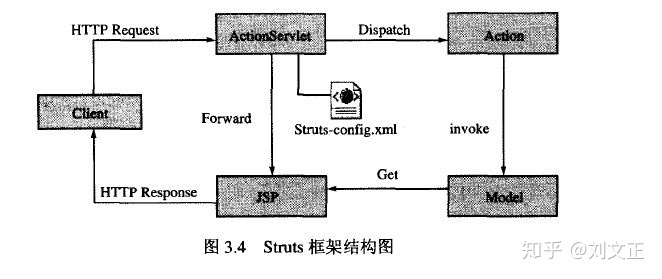 HTTP Request
ActionServlet
Dispatch
Action
Client
Forward
Struts-config.xml
invoke
HTTP Response
JSP
Get
Model
图 3.4 Struts 框架结构图
知乎 @刘文正